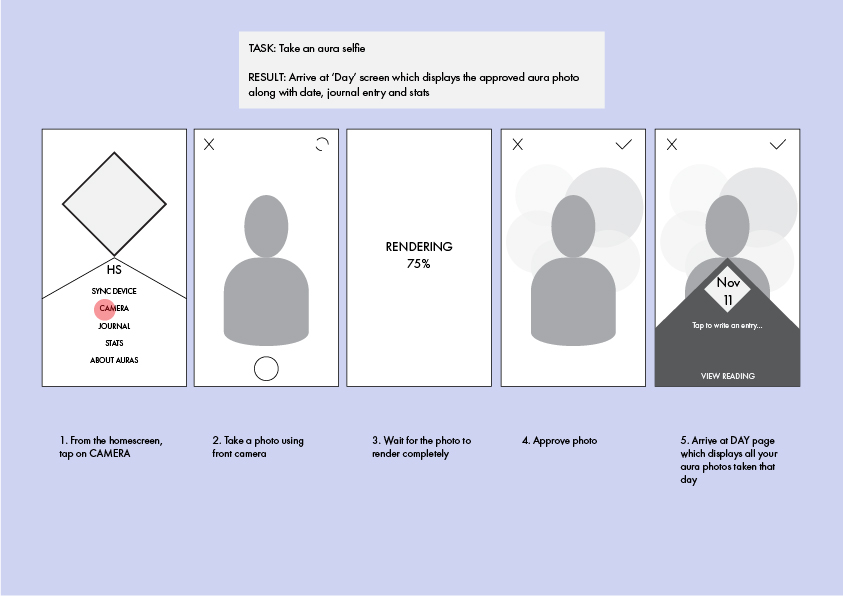 TASK: Take an aura selfie
RESULT: Arrive at ‘Day’ screen which displays the approved aura photo
along with date, journal entry and stats
HS
SYNC DEVICE
CAMERA
JOURNAL
STATS
ABOUT AURAS
RENDERING
75%
Nov
11
Tap to write an entry...
VIEW READING
1. From the homescreen,
tap on CAMERA
2. Take a photo using
front camera
3. Wait for the photo to
render completely
4. Approve photo
5. Arrive at DAY page
which displays all your
aura photos taken that
day